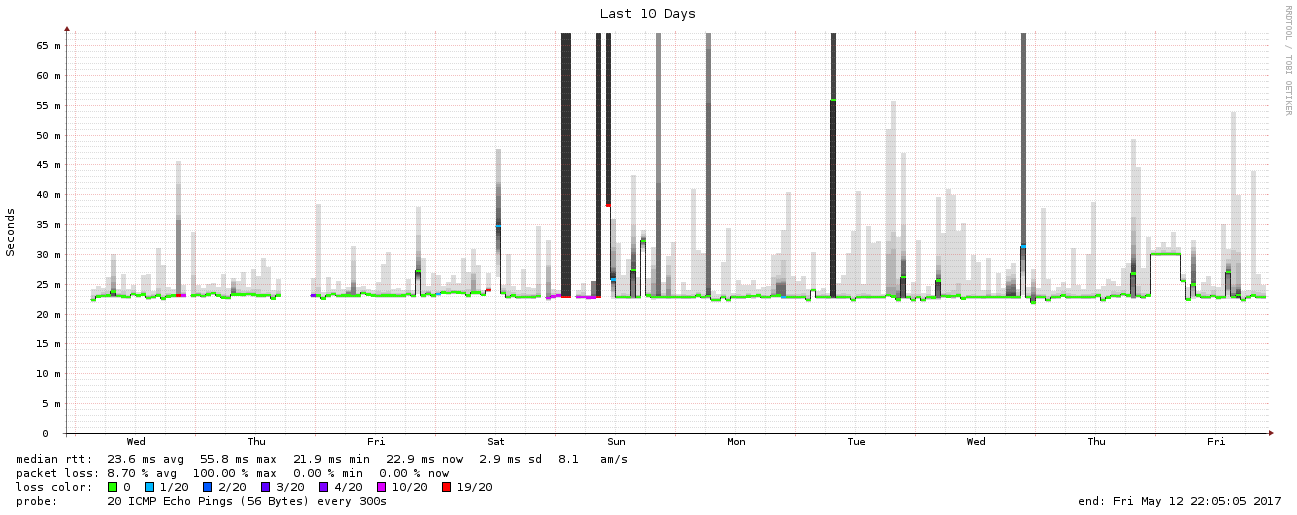 Last 10 Days
RRDTOOL / TOBI OETIKER
Seconds
65 m
60 m
55 m
50 m
45 m
40 m
35 m
30 m
25 m
20 m
15 m
10 m
5 m
0
Wed Thu Fri Sat Sun Mon Tue Wed Thu Fri
median rtt: 23.6 ms avg 55.8 ms max 21.9 ms min 22.9 ms now 2.9 ms sd 8.1 am/s
packet loss: 8.70 % avg 100.00 % max 0.00 % min 0.00 % now
loss color: 0 1/20 2/20 3/20 4/20 10/20 19/20
probe: 20 ICMP Echo Pings (56 Bytes) every 300s end: Fri May 12 22:05:05 2017